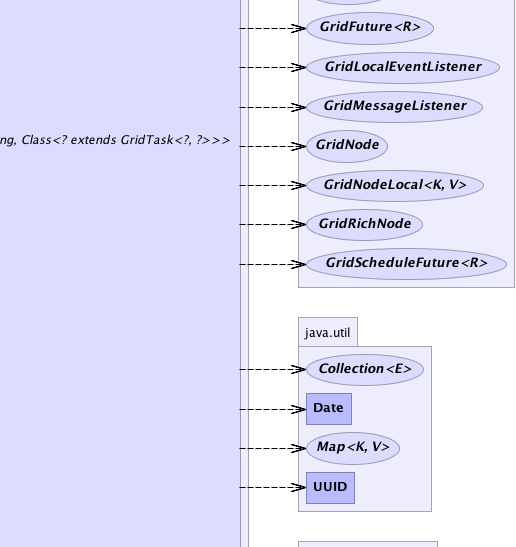 GridFuture<R>
GridLocalEventListener
GridMessageListener
ng, Class<? extends GridTask<?, ?>>>
GridNode
GridNodeLocal<K, V>
GridRichNode
GridScheduleFuture<R>
java.util
Collection<E>
Date
Map<K, V>
UUID